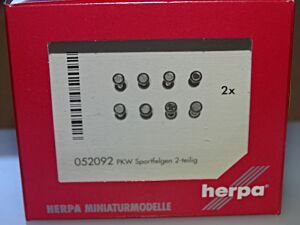 2x
052092 PKW Sportfelgen 2-teilig
herpa
HERPA MINIATURMODELLE